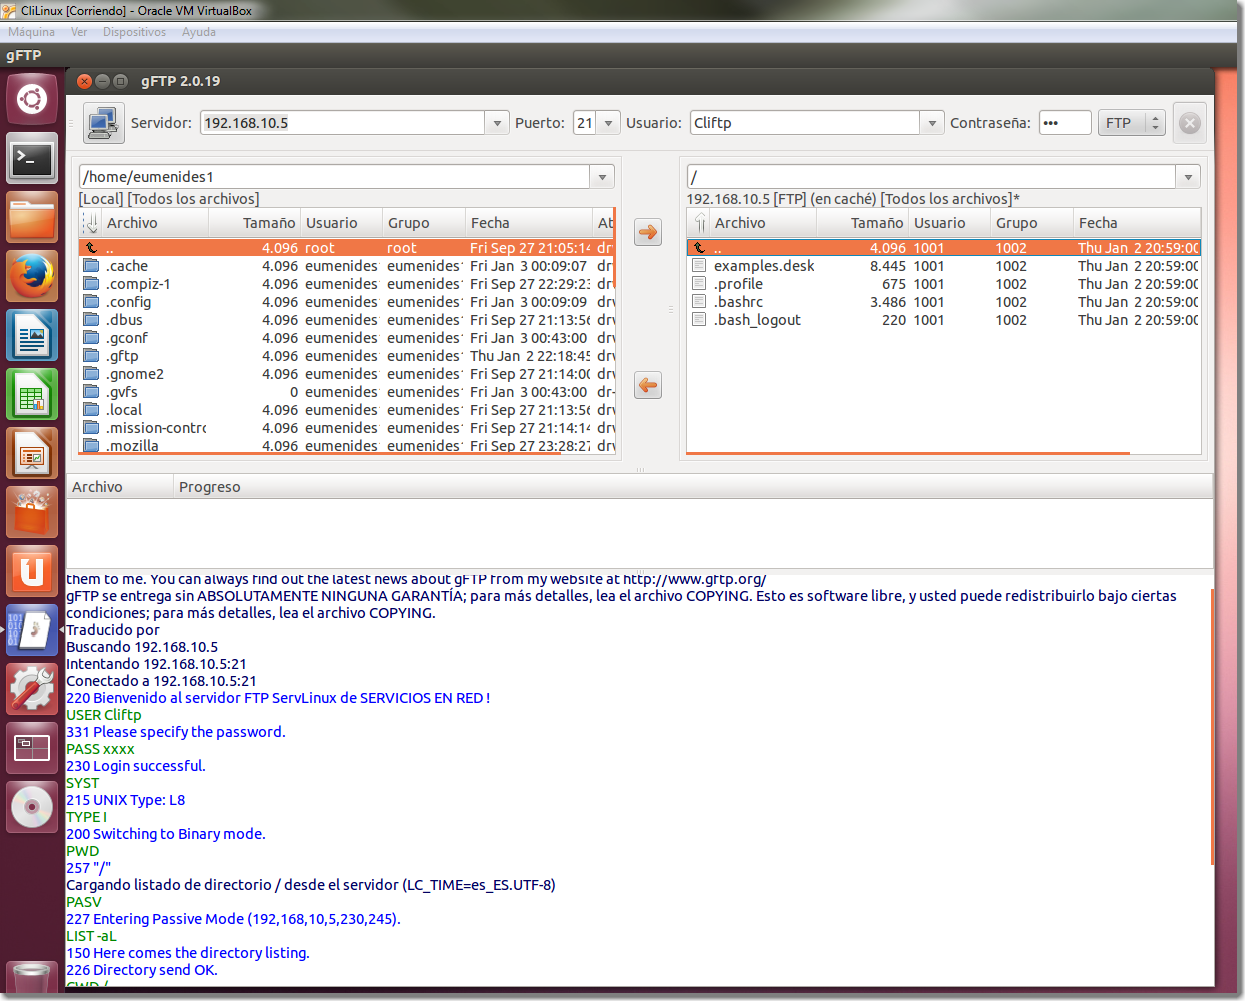 CliLinux [Corriendo] - Oracle VM VirtualBox
Máquina Ver Dispositivos Ayuda
gFTP
gFTP 2.0.19
Servidor: 192.168.10.5 Puerto: 21 Usuario: Cliftp Contraseña: ••• FTP
/home/eumenides1
[Local] [Todos los archivos]
Archivo Tamaño Usuario Grupo Fecha At
.. 4.096 root root Fri Sep 27 21:05:14 dr
.cache 4.096 eumenides eumenides Fri Jan 3 00:09:07 dr
.compiz-1 4.096 eumenides eumenides Fri Sep 27 22:29:23 dr
.config 4.096 eumenides eumenides Fri Jan 3 00:09:09 dr
.dbus 4.096 eumenides eumenides Fri Sep 27 21:13:56 dr
.gconf 4.096 eumenides eumenides Fri Jan 3 00:43:00 dr
.gftp 4.096 eumenides eumenides Thu Jan 2 22:18:45 dr
.gnome2 4.096 eumenides eumenides Fri Sep 27 21:14:00 dr
.gvfs 0 eumenides eumenides Fri Jan 3 00:43:00 dr-
.local 4.096 eumenides eumenides Fri Sep 27 21:13:56 dr
.mission-contro 4.096 eumenides eumenides Fri Sep 27 21:14:14 dr
.mozilla 4.096 eumenides eumenides Fri Sep 27 23:28:27 dr
/
192.168.10.5 [FTP] (en caché) [Todos los archivos]*
Archivo Tamaño Usuario Grupo Fecha
.. 4.096 1001 1002 Thu Jan 2 20:59:00
examples.desk 8.445 1001 1002 Thu Jan 2 20:59:00
.profile 675 1001 1002 Thu Jan 2 20:59:00
.bashrc 3.486 1001 1002 Thu Jan 2 20:59:00
.bash_logout 220 1001 1002 Thu Jan 2 20:59:00
Archivo Progreso
them to me. You can always find out the latest news about gFTP from my website at http://www.gftp.org/
gFTP se entrega sin ABSOLUTAMENTE NINGUNA GARANTÍA; para más detalles, lea el archivo COPYING. Esto es software libre, y usted puede redistribuirlo bajo ciertas
condiciones; para más detalles, lea el archivo COPYING.
Traducido por
Buscando 192.168.10.5
Intentando 192.168.10.5:21
Conectado a 192.168.10.5:21
220 Bienvenido al servidor FTP ServLinux de SERVICIOS EN RED !
USER Cliftp
331 Please specify the password.
PASS xxxx
230 Login successful.
SYST
215 UNIX Type: L8
TYPE I
200 Switching to Binary mode.
PWD
257 "/"
Cargando listado de directorio / desde el servidor (LC_TIME=es_ES.UTF-8)
PASV
227 Entering Passive Mode (192,168,10,5,230,245).
LIST -aL
150 Here comes the directory listing.
226 Directory send OK.
CWD /